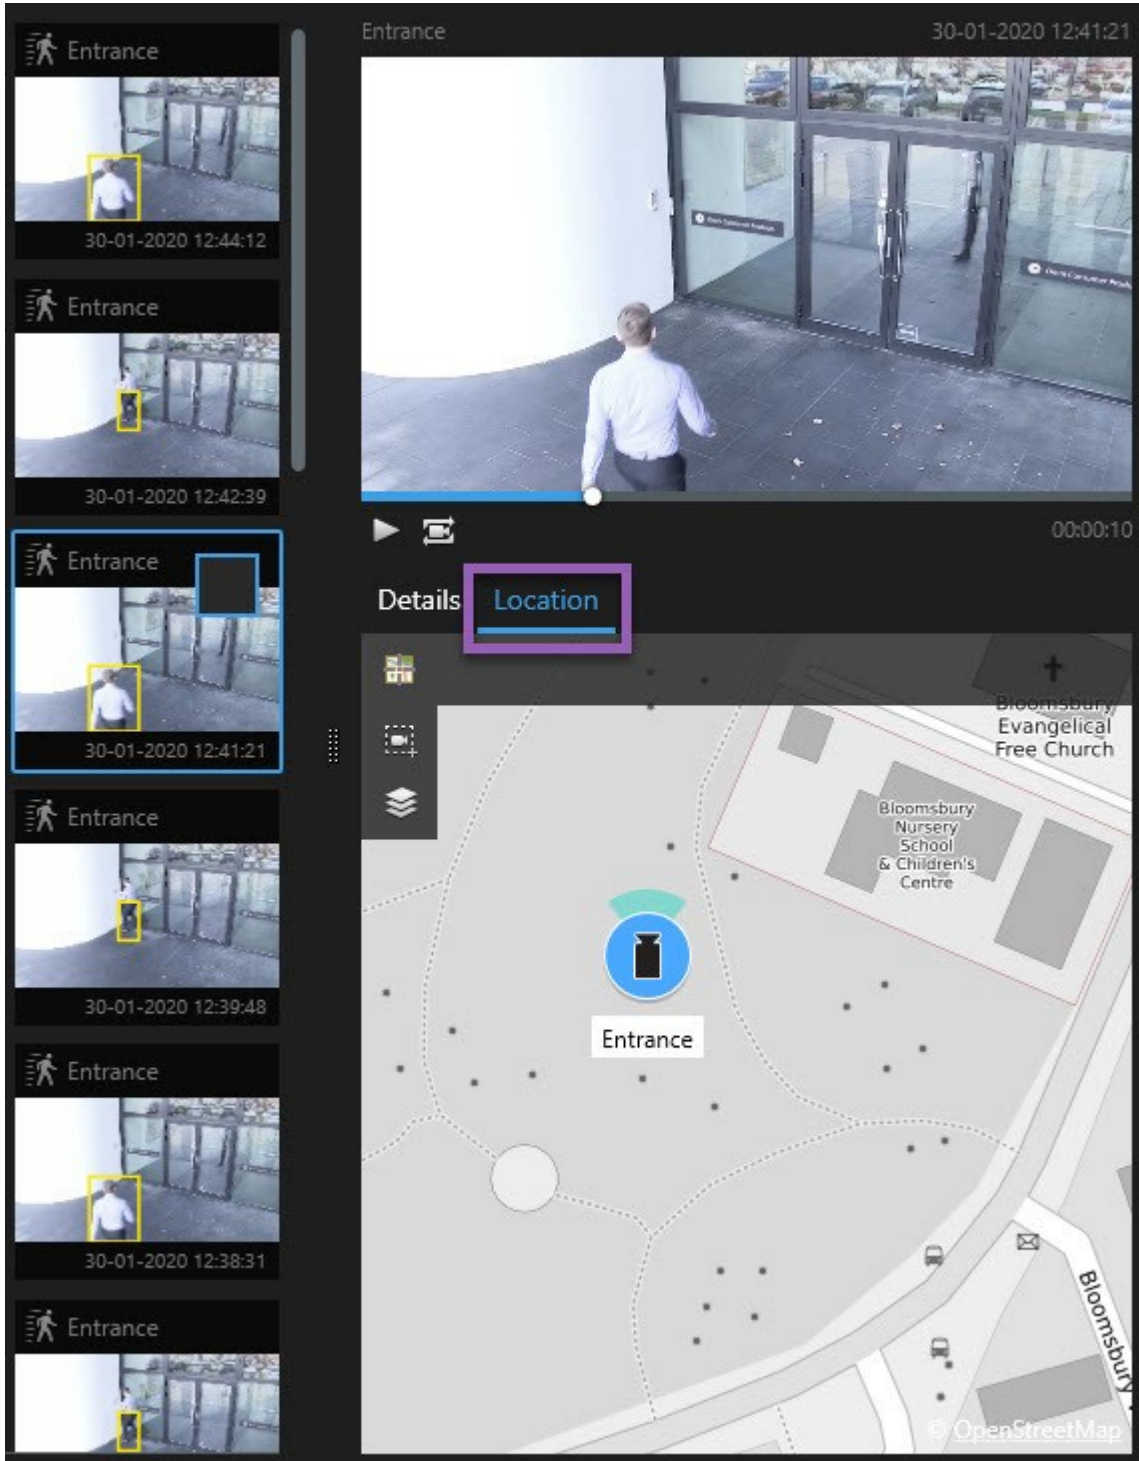 Entrance
30-01-2020 12:44:12
Entrance
30-01-2020 12:42:39
Entrance
30-01-2020 12:41:21
Entrance
30-01-2020 12:39:48
Entrance
30-01-2020 12:38:31
Entrance
Entrance 30-01-2020 12:41:21
00:00:10
Details Location
Bloomsbury
Evangelical
Free Church
Bloomsbury
Nursery
School
& Children's
Centre
Entrance
Bloomsbury
© OpenStreetMap